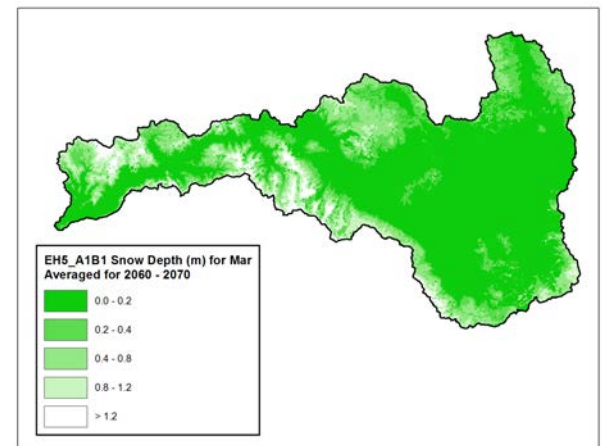 EH5_A1B1 Snow Depth (m) for Mar
Averaged for 2060 - 2070
0.0 - 0.2
0.2 - 0.4
0.4 - 0.8
0.8 - 1.2
> 1.2